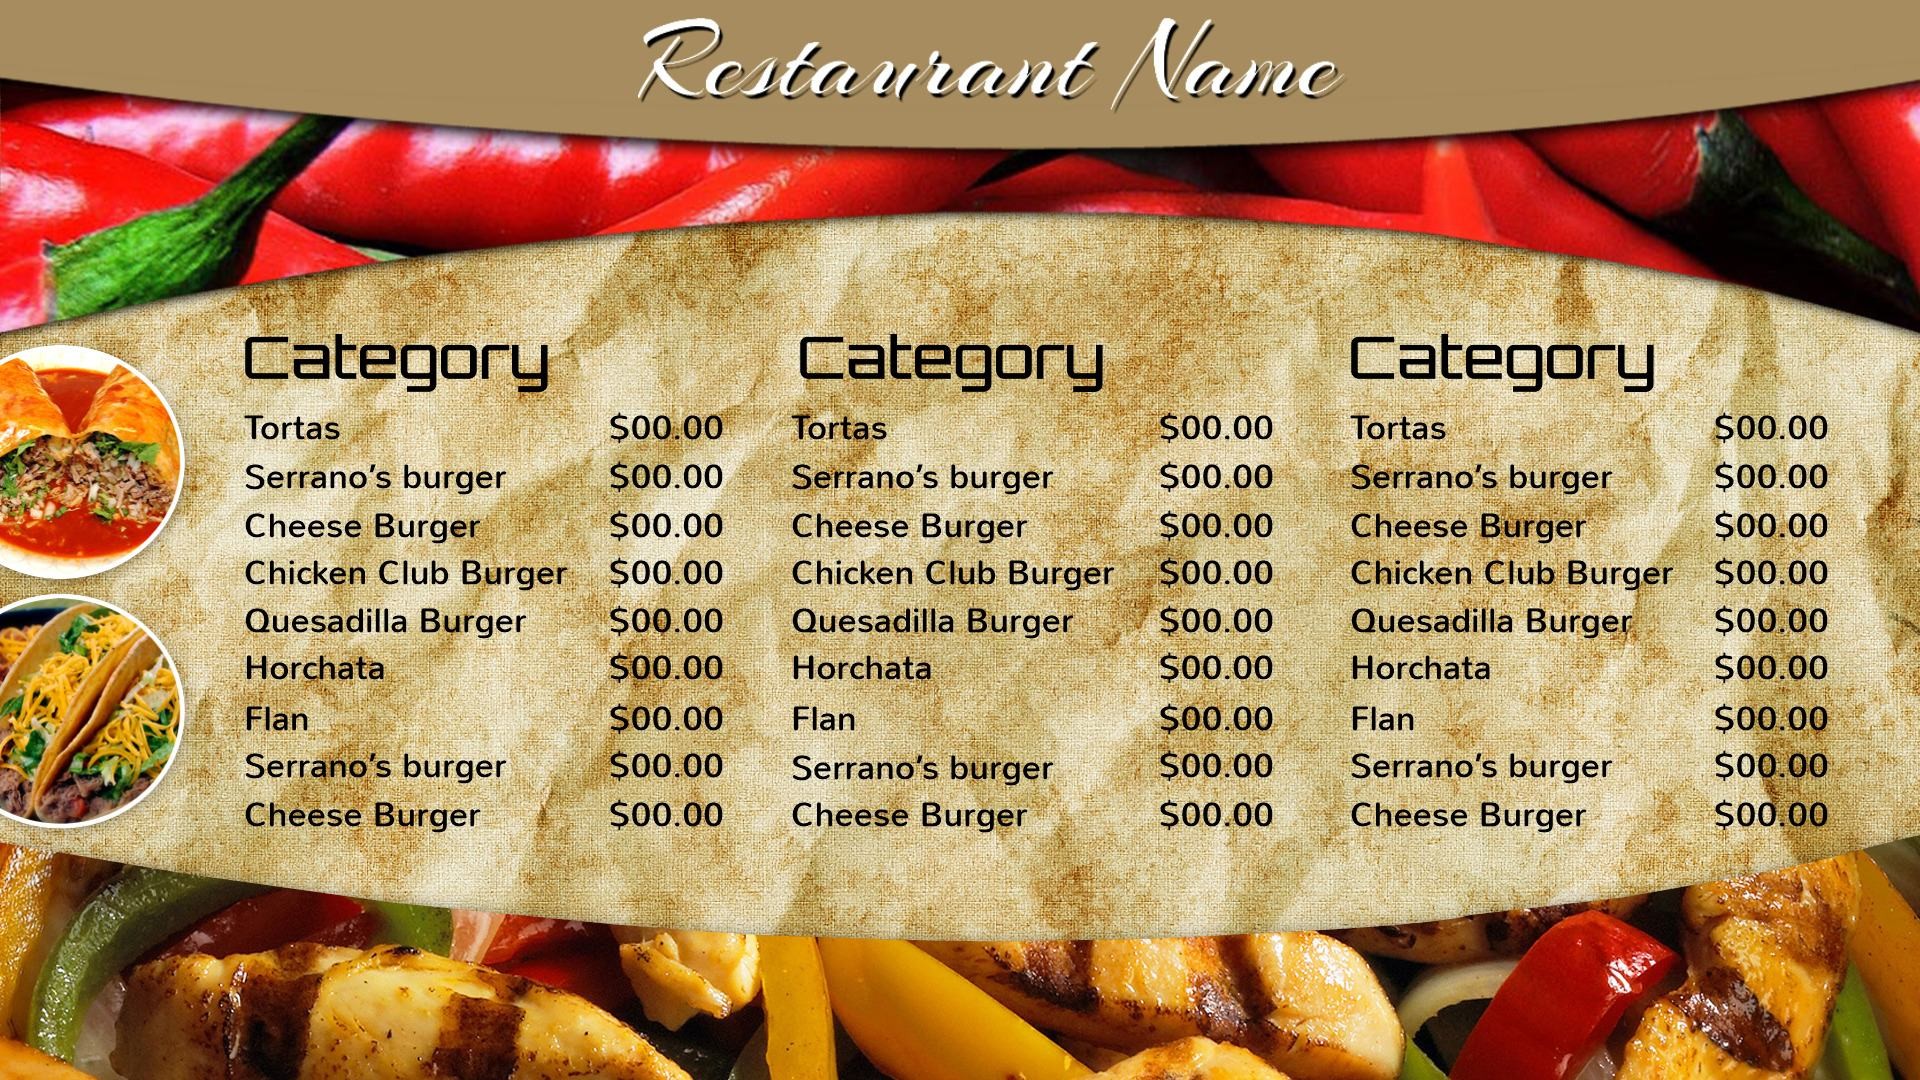 Restaurant Name
Category
Tortas $00.00
Serrano's burger $00.00
Cheese Burger $00.00
Chicken Club Burger $00.00
Quesadilla Burger $00.00
Horchata $00.00
Flan $00.00
Serrano's burger $00.00
Cheese Burger $00.00
Category
Tortas $00.00
Serrano's burger $00.00
Cheese Burger $00.00
Chicken Club Burger $00.00
Quesadilla Burger $00.00
Horchata $00.00
Flan $00.00
Serrano's burger $00.00
Cheese Burger $00.00
Category
Tortas $00.00
Serrano's burger $00.00
Cheese Burger $00.00
Chicken Club Burger $00.00
Quesadilla Burger $00.00
Horchata $00.00
Flan $00.00
Serrano's burger $00.00
Cheese Burger $00.00